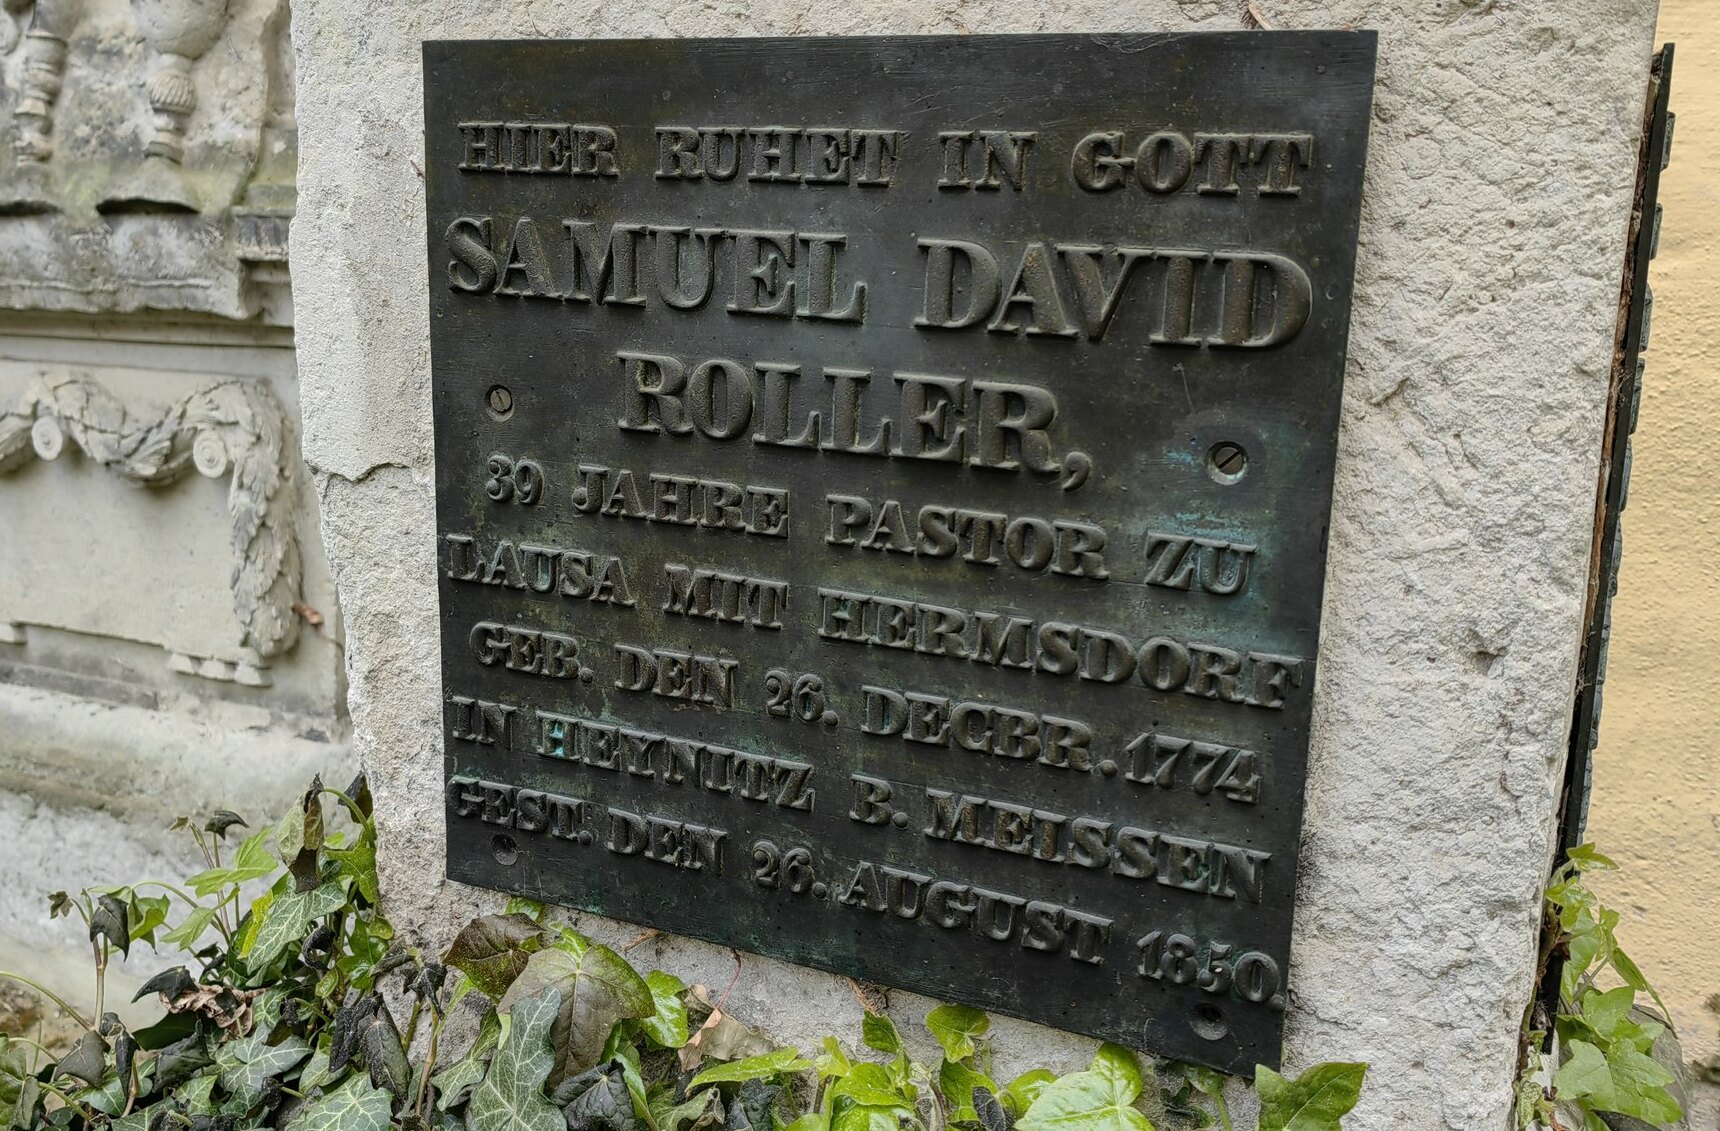 HIER RUHET IN GOTT
SAMUEL DAVID
ROLLER,
39 JAHRE PASTOR ZU
LAUSA MIT HERMSDORF
GEB. DEN 26. DECBR. 1774
IN HEYNITZ B. MEISSEN
GEST. DEN 26. AUGUST 1850.